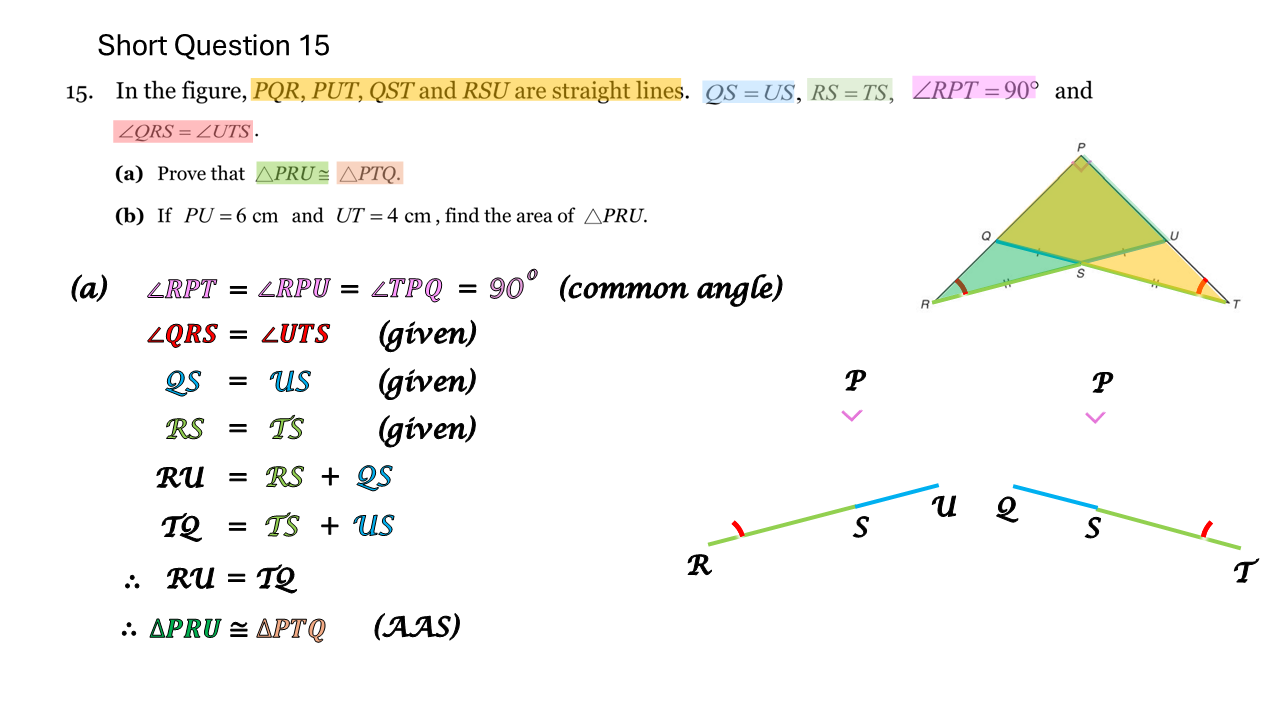 Short Question 15
15. In the figure, PQR, PUT, QST and RSU are straight lines. QS = US, RS = TS, ∠RPT = 90° and
∠QRS = ∠UTS.
(a) Prove that △PRU ≅ △PTQ.
(b) If PU = 6 cm and UT = 4 cm, find the area of △PRU.
P
Q
U
S
R
T
(a) ∠RPT = ∠RPU = ∠TPQ = 90° (common angle)
∠QRS = ∠UTS (given)
QS = US (given)
RS = TS (given)
RU = RS + QS
TQ = TS + US
∴ RU = TQ
∴ ΔPRU ≅ ΔPTQ (AAS)
P P
R S U Q S T